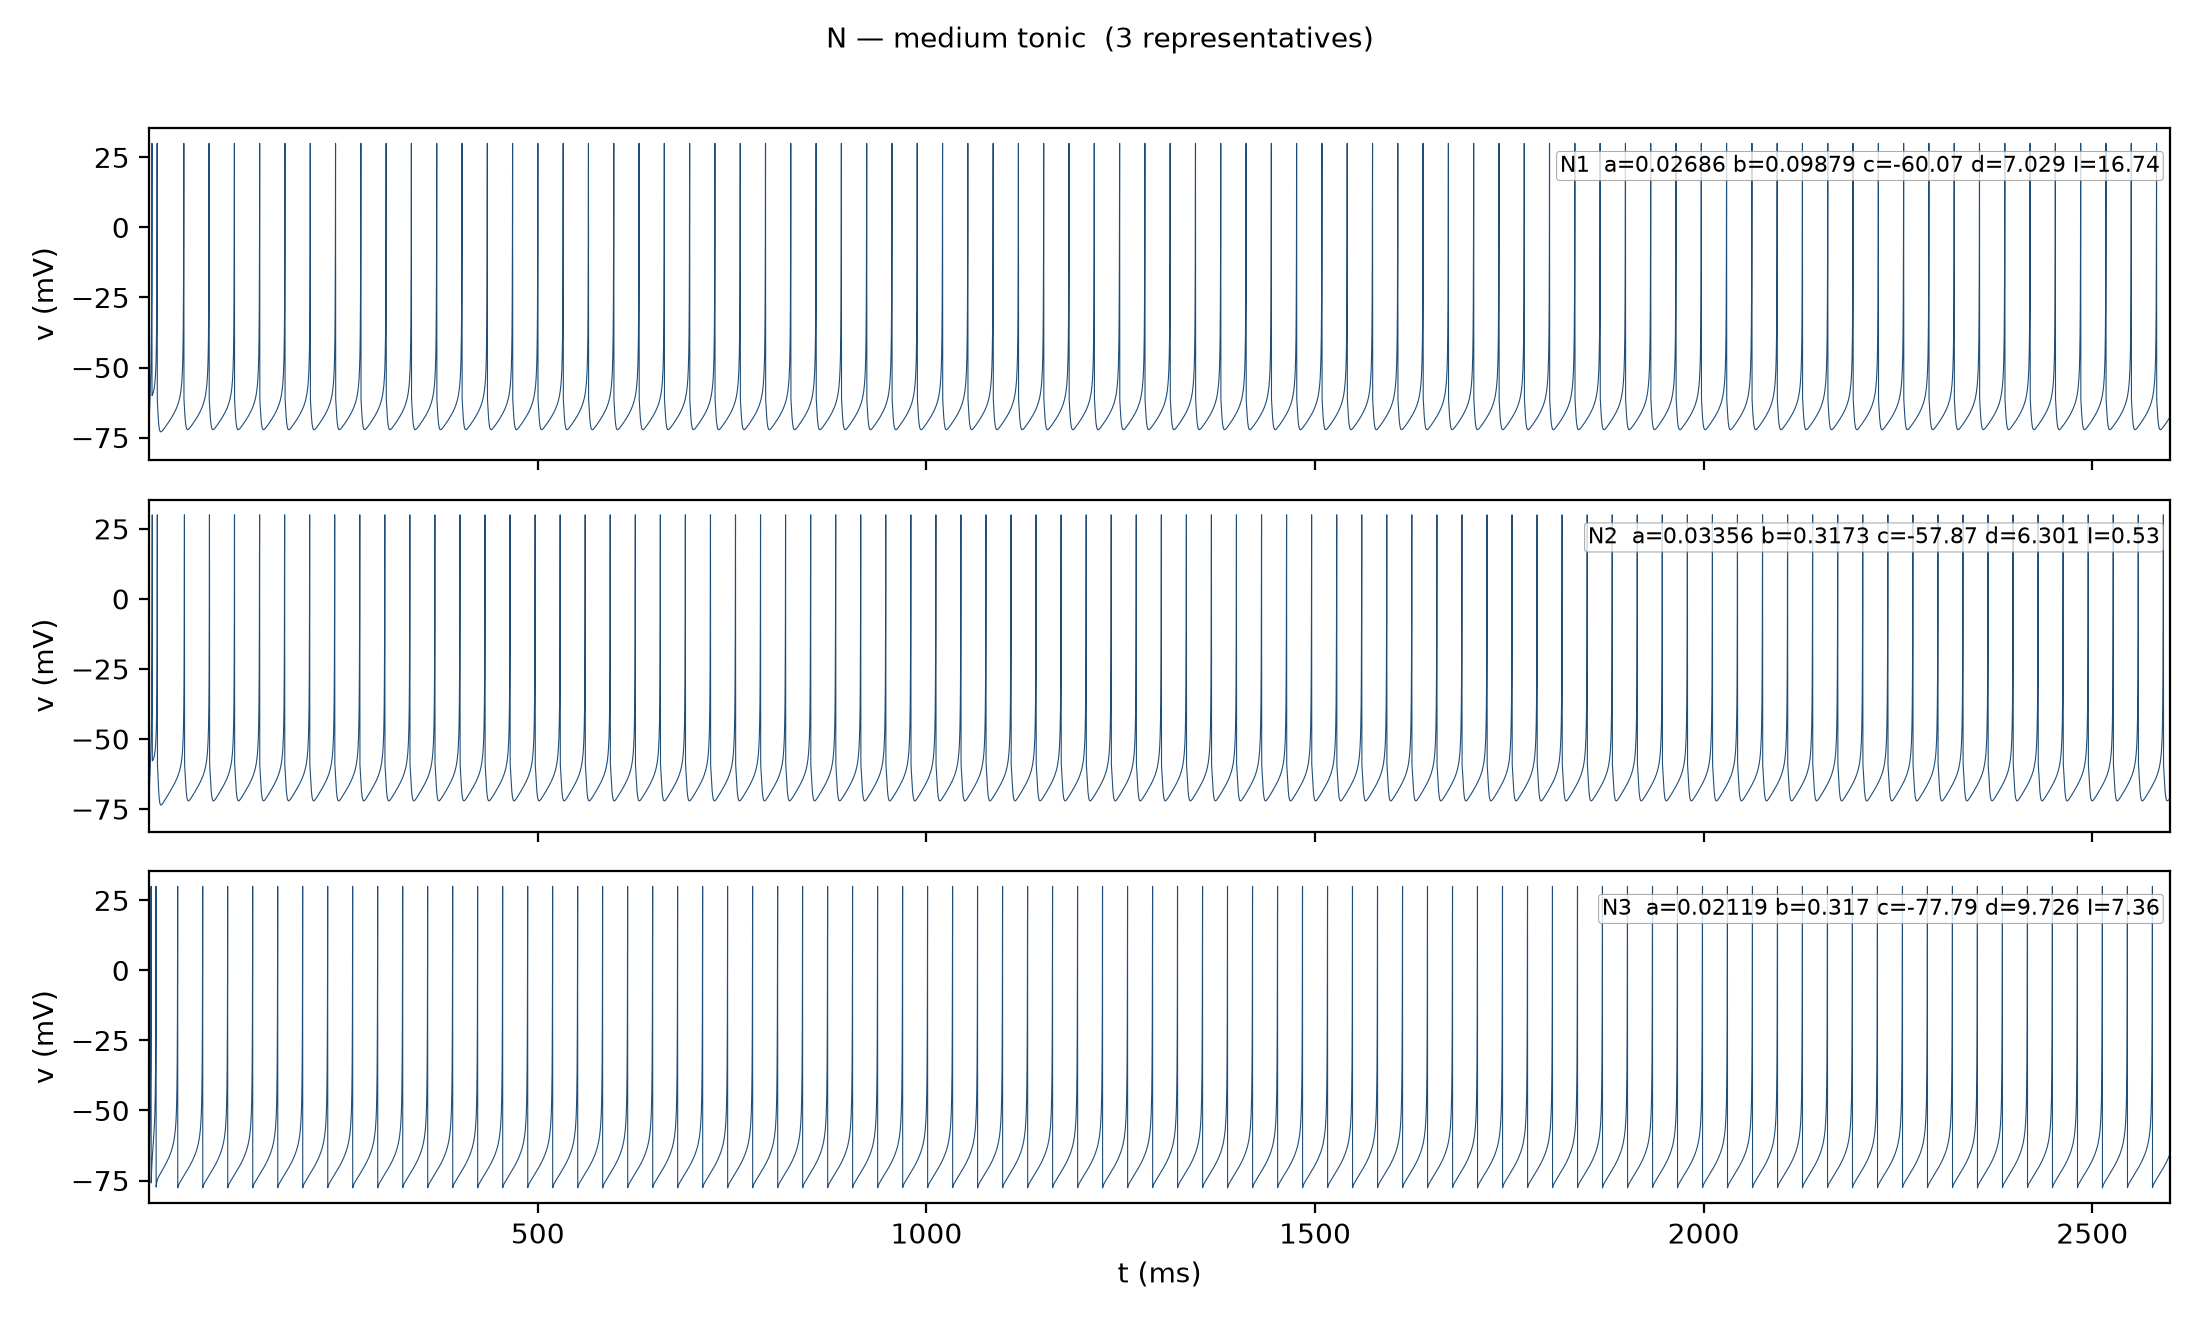 N — medium tonic (3 representatives)
25
0
−25
−50
−75
v (mV)
N1 a=0.02686 b=0.09879 c=-60.07 d=7.029 I=16.74
25
0
−25
−50
−75
v (mV)
N2 a=0.03356 b=0.3173 c=-57.87 d=6.301 I=0.53
25
0
−25
−50
−75
v (mV)
N3 a=0.02119 b=0.317 c=-77.79 d=9.726 I=7.36
500 1000 1500 2000 2500
t (ms)